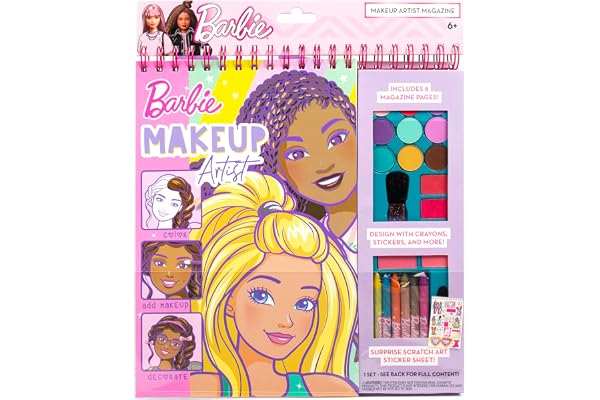 Barbie
MAKEUP ARTIST MAGAZINE
6+
Barbie
MAKEUP
Artist
color
add makeup
decorate
INCLUDES 8
MAGAZINE PAGES!
DESIGN WITH CRAYONS,
STICKERS, AND MORE!
SURPRISE SCRATCH ART
STICKER SHEET!
1 SET - SEE BACK FOR FULL CONTENT!